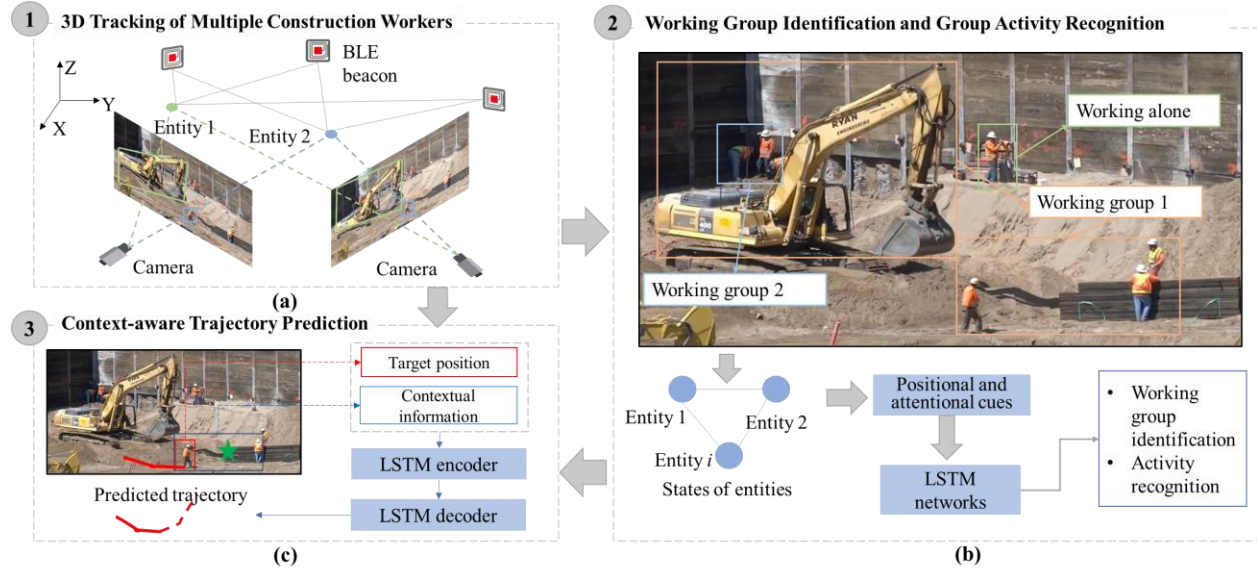 1
3D Tracking of Multiple Construction Workers
BLE
beacon
Z
Y
X
Entity 1
Entity 2
Camera
Camera
(a)
2
Working Group Identification and Group Activity Recognition
RYAN
ENGINEERING
400
Working alone
Working group 1
Working group 2
Entity 1
Entity 2
Entity i
States of entities
Positional and
attentional cues
LSTM
networks
• Working
group
identification
• Activity
recognition
(b)
3
Context-aware Trajectory Prediction
Target position
Contextual
information
LSTM encoder
LSTM decoder
Predicted trajectory
(c)